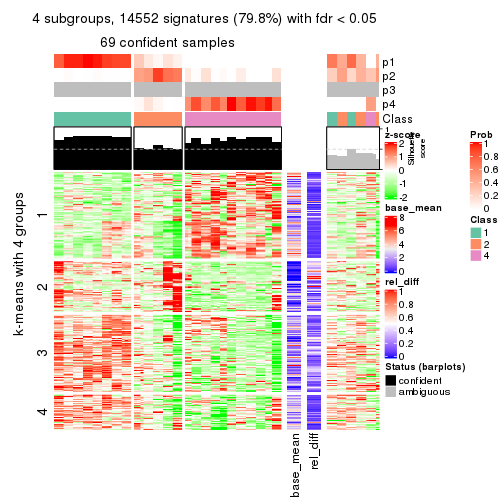 4 subgroups, 14552 signatures (79.8%) with fdr < 0.05
69 confident samples
p1
p2
p3
p4
Class
1
Silhouette
score
k-means with 4 groups
1
2
3
4
base_mean
rel_diff
z-score
2
1
0
-1
-2
base_mean
8
6
4
2
0
rel_diff
1
0.8
0.6
0.4
0.2
0
Status (barplots)
confident
ambiguous
Prob
1
0.8
0.6
0.4
0.2
0
Class
1
2
4